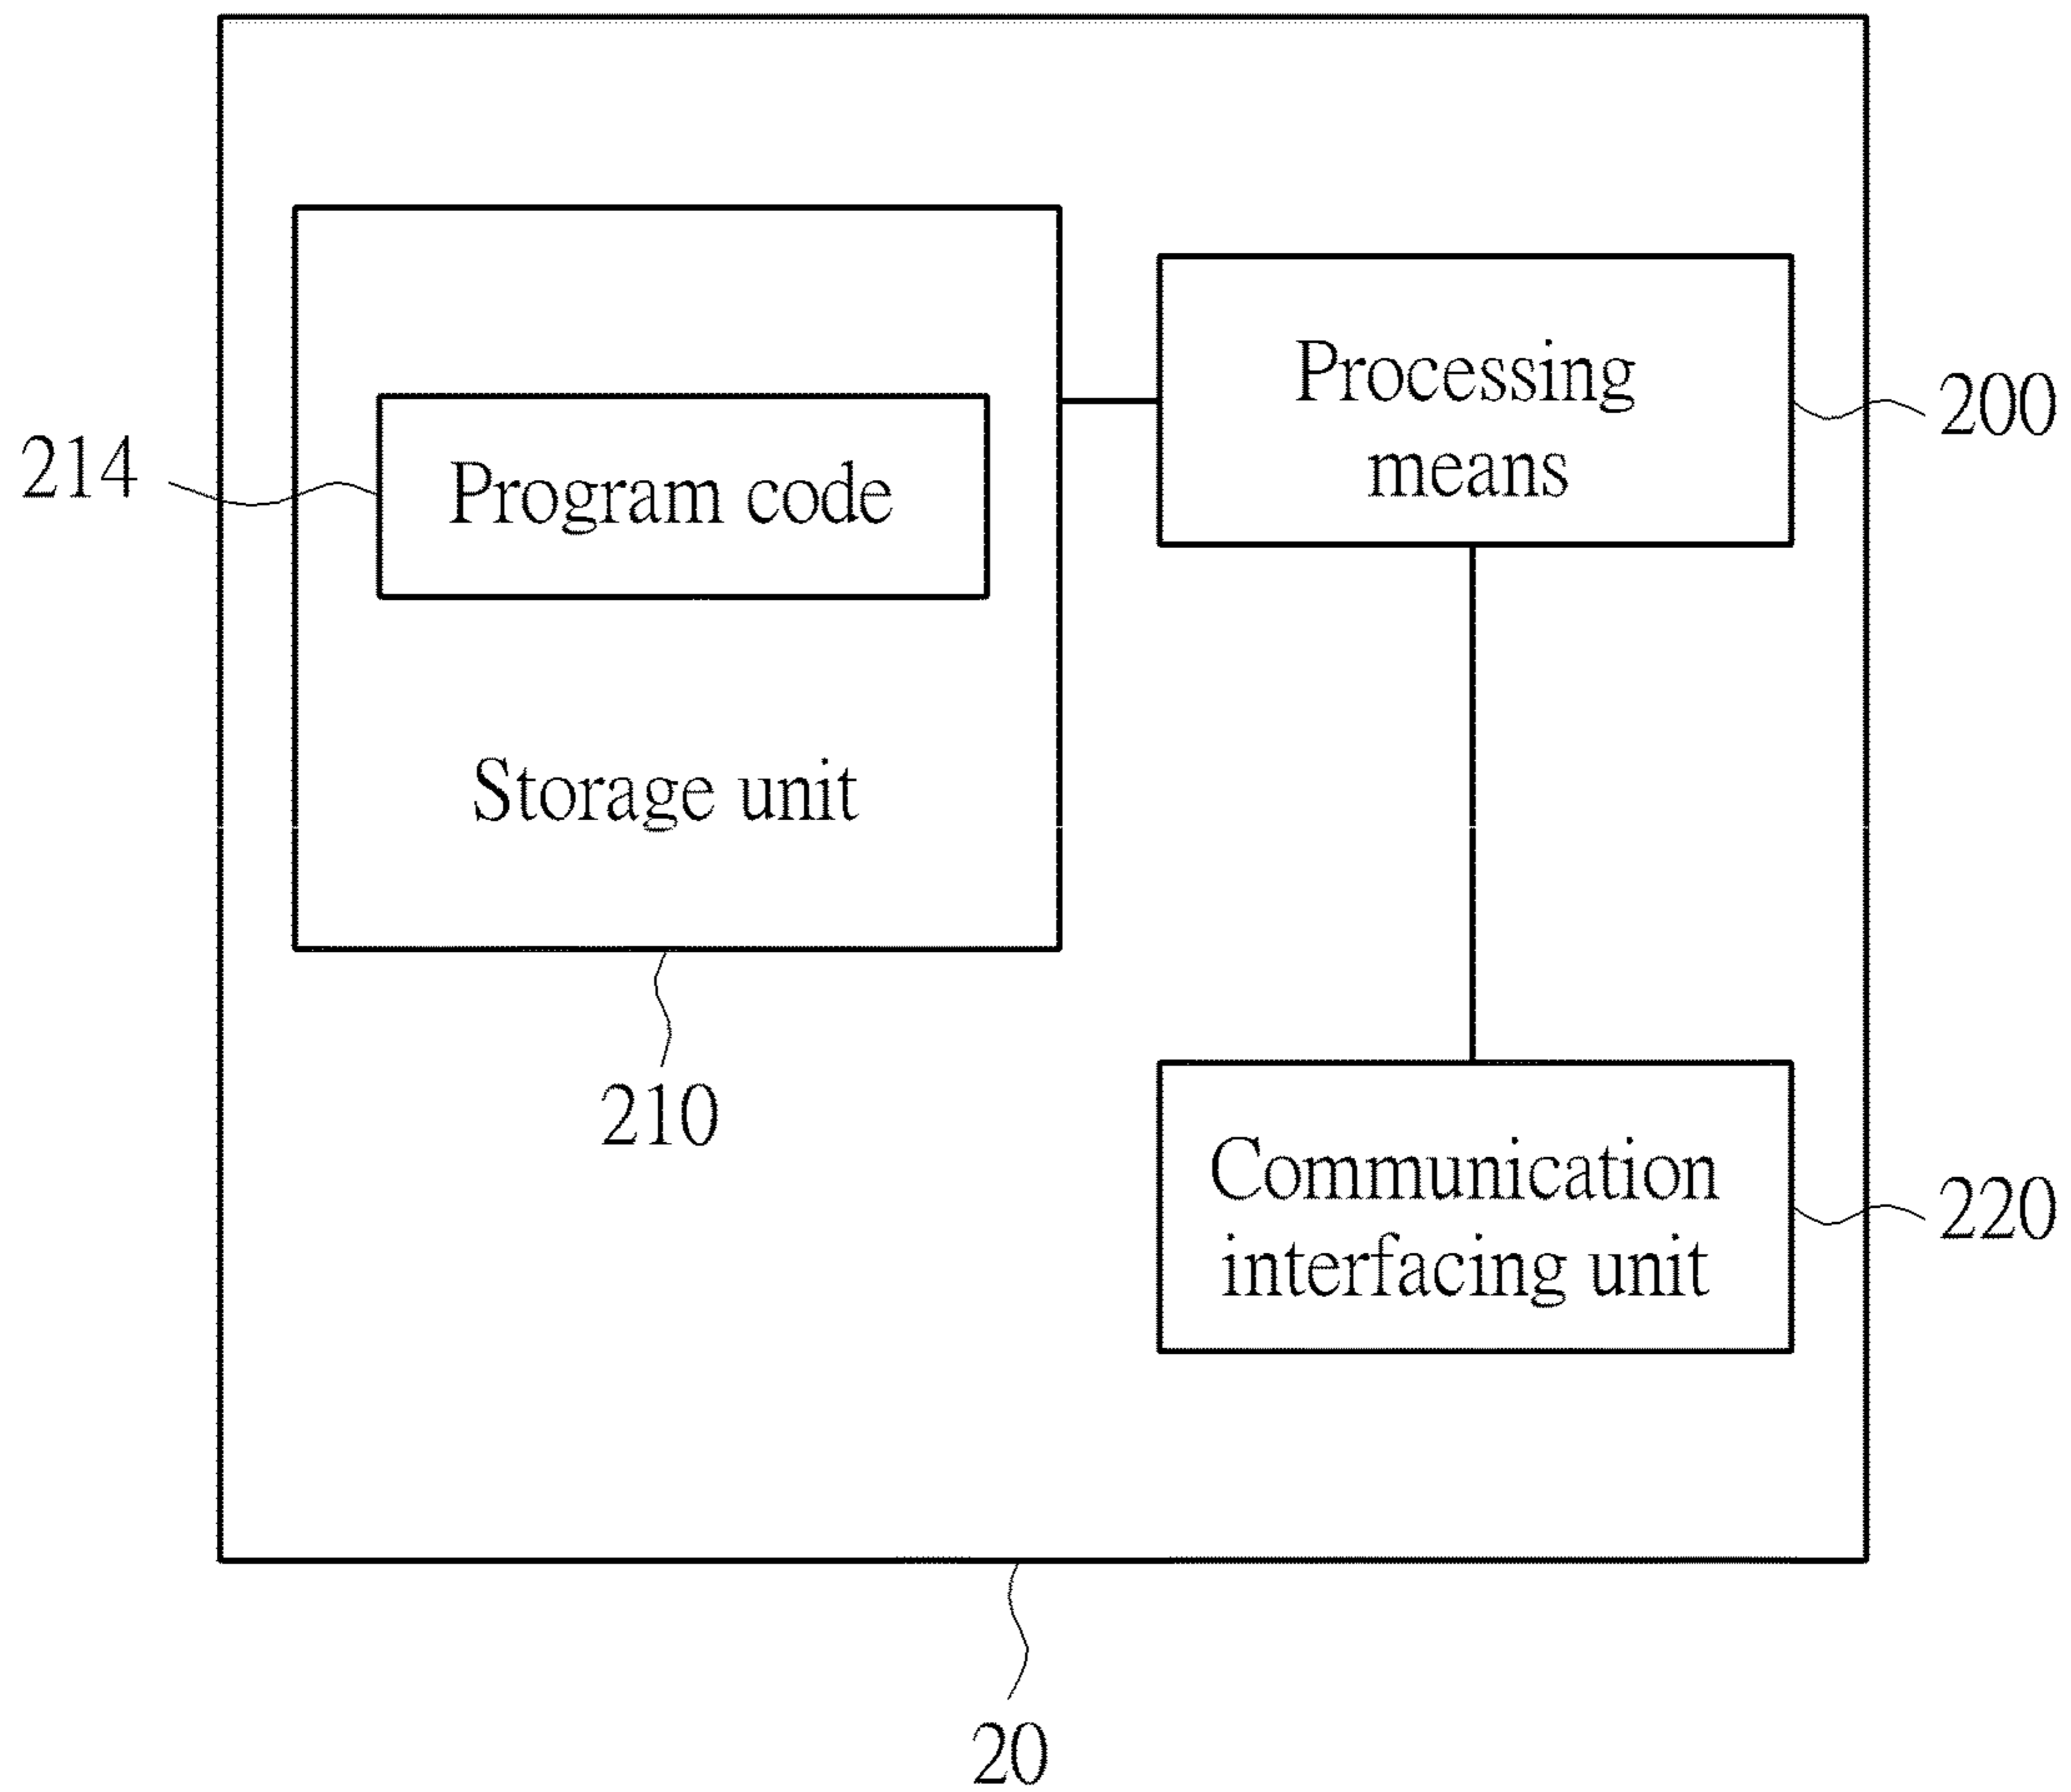 Processing
means
200
214
Program code
Storage unit
210
Communication
interfacing unit
220
20